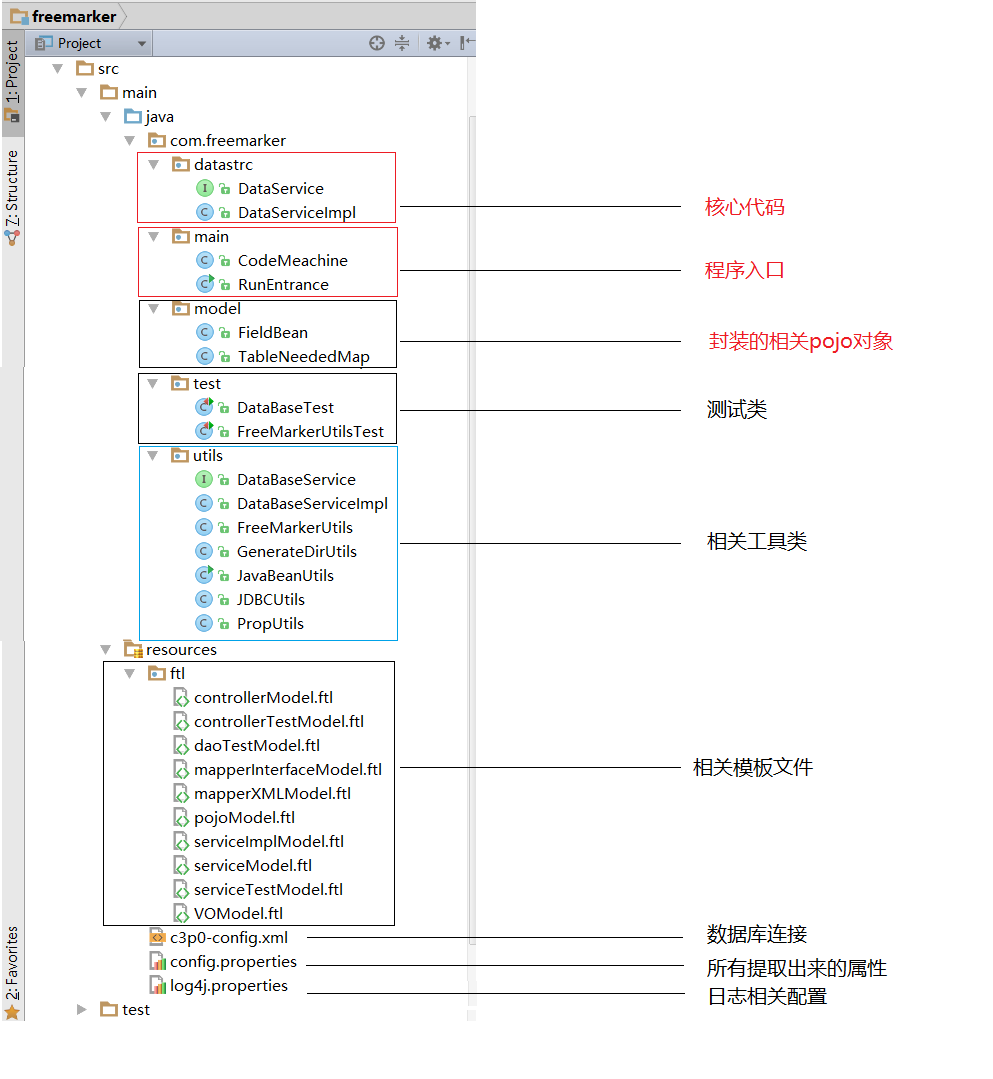 freemarker
Project
1: Project
7: Structure
2: Favorites
src
main
java
com.freemarker
datastrc
DataService
DataServiceImpl
核心代码
main
CodeMeachine
RunEntrance
程序入口
model
FieldBean
TableNeededMap
封装的相关pojo对象
test
DataBaseTest
FreeMarkerUtilsTest
测试类
utils
DataBaseService
DataBaseServiceImpl
FreeMarkerUtils
GenerateDirUtils
JavaBeanUtils
JDBCUtils
PropUtils
相关工具类
resources
ftl
controllerModel.ftl
controllerTestModel.ftl
daoTestModel.ftl
mapperInterfaceModel.ftl
mapperXMLModel.ftl
pojoModel.ftl
serviceImplModel.ftl
serviceModel.ftl
serviceTestModel.ftl
VOModel.ftl
相关模板文件
c3p0-config.xml
数据库连接
config.properties
所有提取出来的属性
log4j.properties
日志相关配置
test